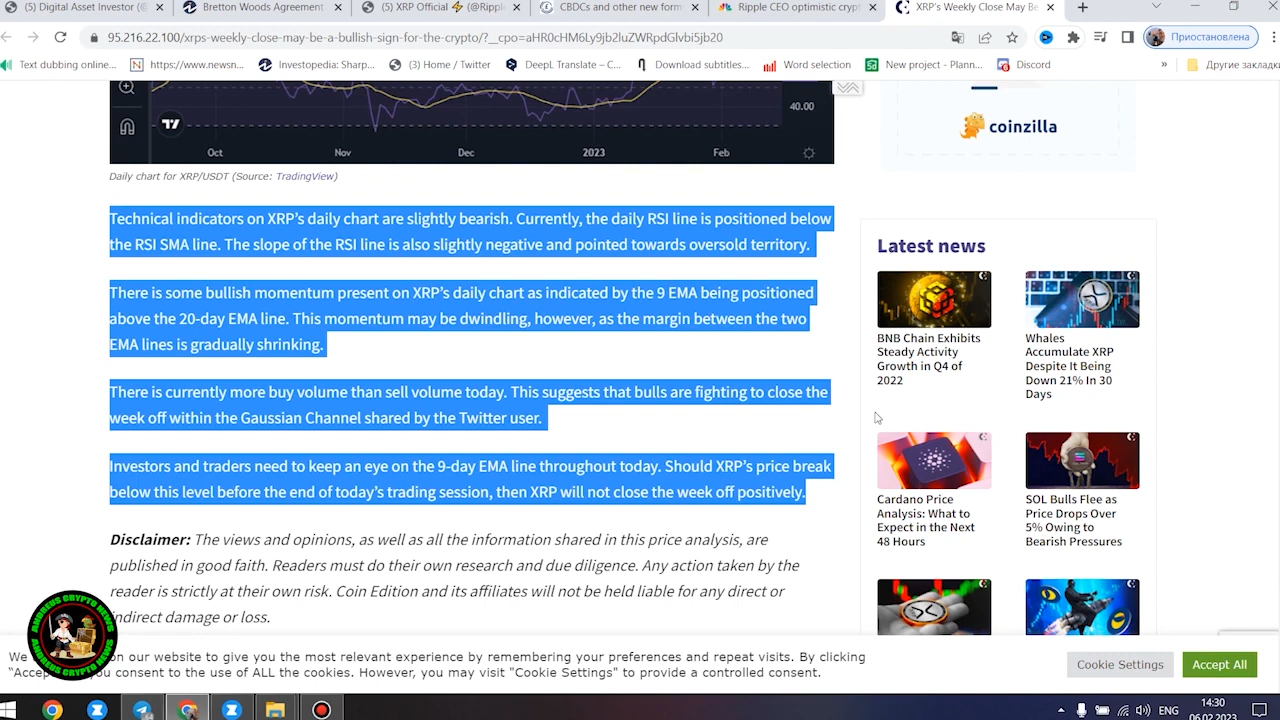 (5) Digital Asset Investor (@
Bretton Woods Agreement
(5) XRP Official ⚡ (@Rippl
CBDCs and other new form
Ripple CEO optimistic crypt
XRP's Weekly Close May Be
95.216.22.100/xrps-weekly-close-may-be-a-bullish-sign-for-the-crypto/?__cpo=aHR0cHM6Ly9jb2luZWRpdGlvbi5jb20
Приостановлена
Text dubbing online...
https://www.newsn...
Investopedia: Sharp...
(3) Home / Twitter
DeepL Translate – C...
Download subtitles...
Word selection
New project - Plann...
Discord
»
Другие закладки
40.00
Oct
Nov
Dec
2023
Feb
Daily chart for XRP/USDT (Source: TradingView)
Technical indicators on XRP's daily chart are slightly bearish. Currently, the daily RSI line is positioned below
the RSI SMA line. The slope of the RSI line is also slightly negative and pointed towards oversold territory.
There is some bullish momentum present on XRP's daily chart as indicated by the 9 EMA being positioned
above the 20-day EMA line. This momentum may be dwindling, however, as the margin between the two
EMA lines is gradually shrinking.
There is currently more buy volume than sell volume today. This suggests that bulls are fighting to close the
week off within the Gaussian Channel shared by the Twitter user.
Investors and traders need to keep an eye on the 9-day EMA line throughout today. Should XRP's price break
below this level before the end of today's trading session, then XRP will not close the week off positively.
Disclaimer: The views and opinions, as well as all the information shared in this price analysis, are
published in good faith. Readers must do their own research and due diligence. Any action taken by the
reader is strictly at their own risk. Coin Edition and its affiliates will not be held liable for any direct or
indirect damage or loss.
coinzilla
Latest news
BNB Chain Exhibits
Steady Activity
Growth in Q4 of
2022
Whales
Accumulate XRP
Despite It Being
Down 21% In 30
Days
Cardano Price
Analysis: What to
Expect in the Next
48 Hours
SOL Bulls Flee as
Price Drops Over
5% Owing to
Bearish Pressures
ANDREUS CRYPTO NEWS
ANDREUS CRYPTO NEWS
We on our website to give you the most relevant experience by remembering your preferences and repeat visits. By clicking
"Accep you consent to the use of ALL the cookies. However, you may visit "Cookie Settings" to provide a controlled consent.
Cookie Settings
Accept All
ENG
14:30
06.02.2023